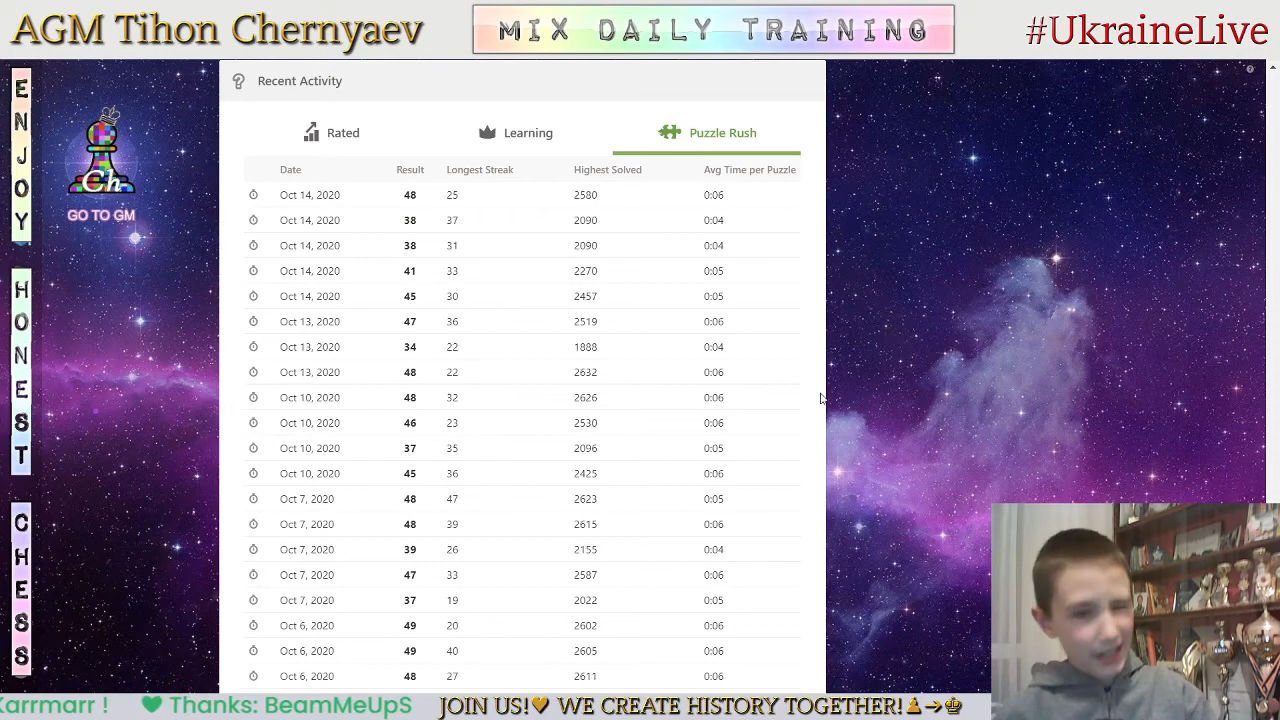 AGM Tihon Chernyaev
MIX DAILY TRAINING
#UkraineLive
ENJOY
HONEST
CHESS
Ch
GO TO GM
Recent Activity
Rated Learning Puzzle Rush
Date Result Longest Streak Highest Solved Avg Time per Puzzle
Oct 14, 2020 48 25 2580 0:06
Oct 14, 2020 38 37 2090 0:04
Oct 14, 2020 38 31 2090 0:04
Oct 14, 2020 41 33 2270 0:05
Oct 14, 2020 45 30 2457 0:05
Oct 13, 2020 47 36 2519 0:06
Oct 13, 2020 34 22 1888 0:04
Oct 13, 2020 48 22 2632 0:06
Oct 10, 2020 48 32 2626 0:06
Oct 10, 2020 46 23 2530 0:06
Oct 10, 2020 37 35 2096 0:05
Oct 10, 2020 45 36 2425 0:06
Oct 7, 2020 48 47 2623 0:05
Oct 7, 2020 48 39 2615 0:06
Oct 7, 2020 39 26 2155 0:04
Oct 7, 2020 47 33 2587 0:06
Oct 7, 2020 37 19 2022 0:05
Oct 6, 2020 49 20 2602 0:06
Oct 6, 2020 49 40 2605 0:06
Oct 6, 2020 48 27 2611 0:06
Karrmarr ! Thanks: BeamMeUpS
JOIN US! WE CREATE HISTORY TOGETHER!